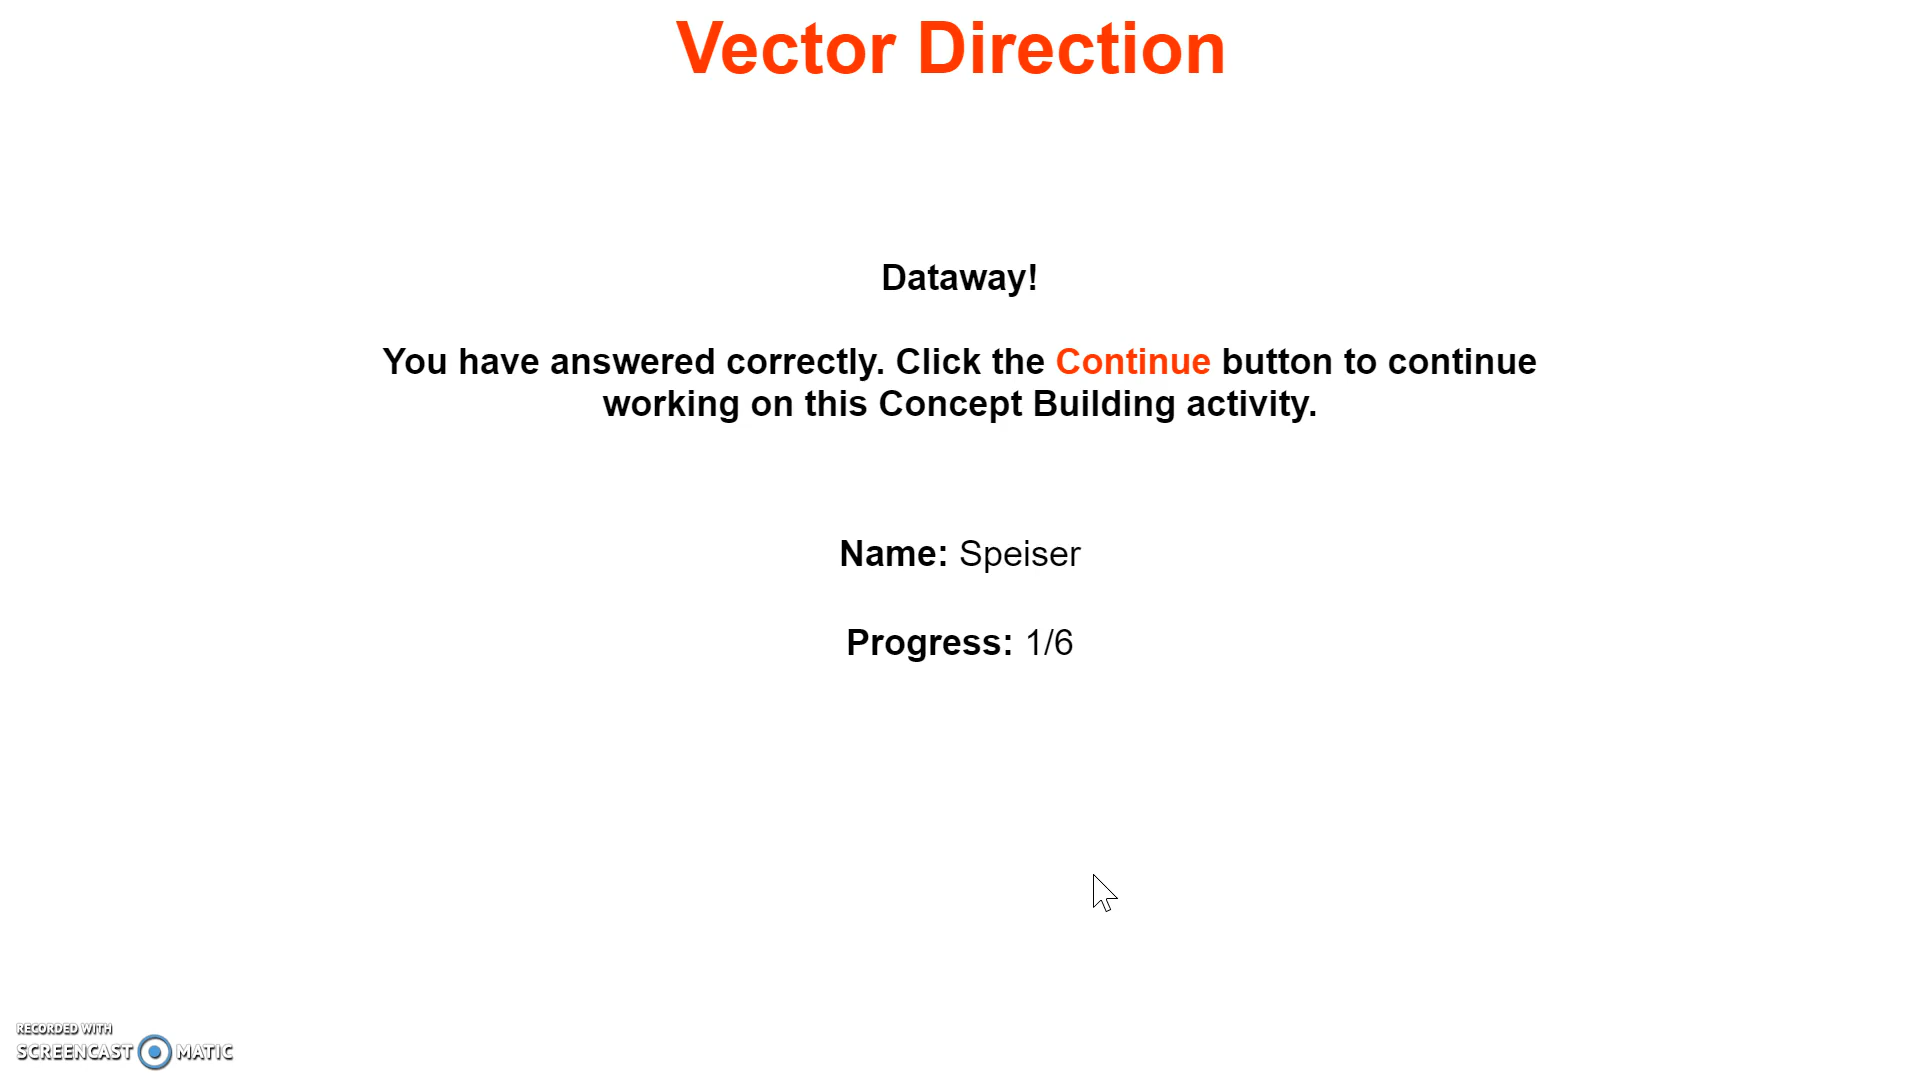 Vector Direction
Dataway!
You have answered correctly. Click the Continue button to continue
working on this Concept Building activity.
Name: Speiser
Progress: 1/6
RECORDED WITH
SCREENCAST MATIC